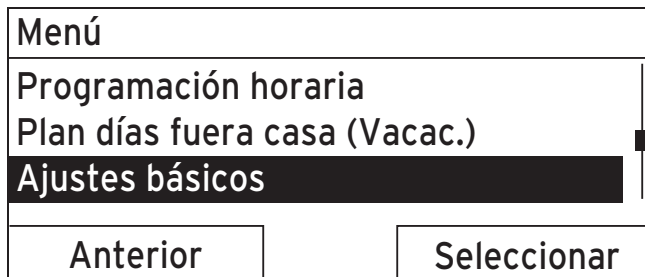 Menú
Programación horaria
Plan días fuera casa (Vacac.)
Ajustes básicos
Anterior Seleccionar